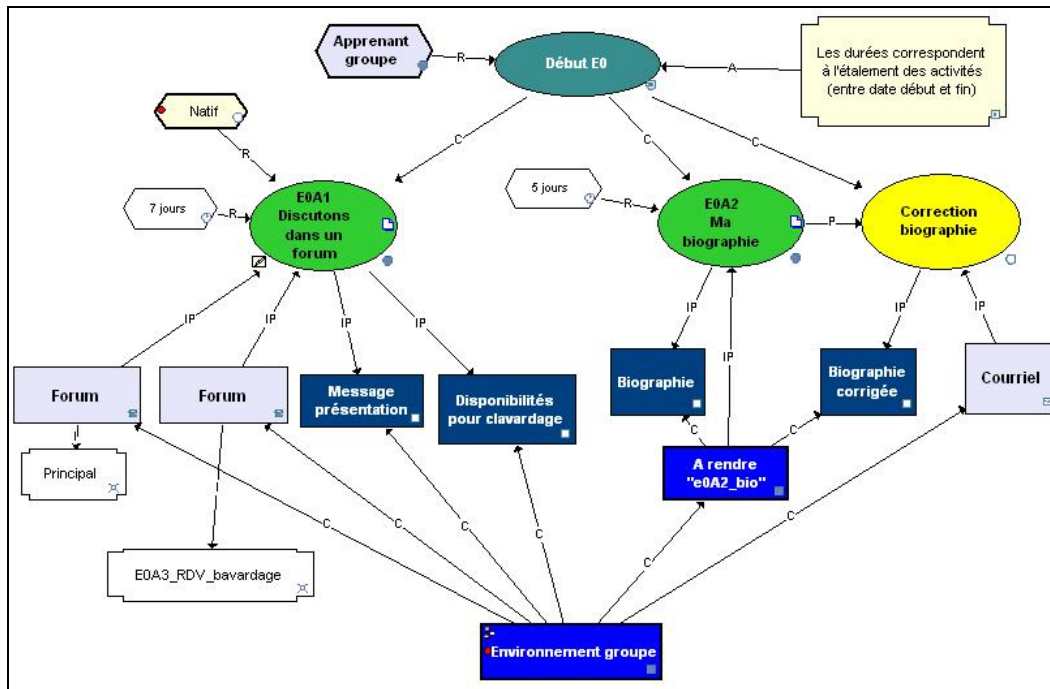 Apprenant
groupe
R
Début E0
A
Les durées correspondent
à l'étalement des activités
(entre date début et fin)
Natif
R
C
C
C
7 jours
R
E0A1
Discutons
dans un
forum
5 jours
R
E0A2
Ma
biographie
P
Correction
biographie
IP
IP
IP
IP
IP
IP
IP
IP
Forum
Forum
Message
présentation
Disponibilités
pour clavardage
Biographie
Biographie
corrigée
Courriel
I
C
C
Principal
A rendre
"e0A2_bio"
C
C
C
C
C
C
E0A3_RDV_bavardage
Environnement groupe